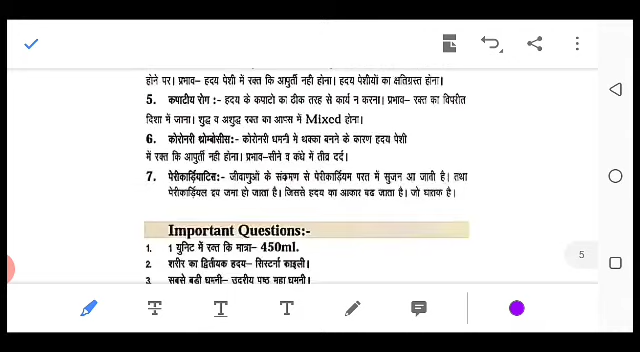 होने पर। प्रभाव– हृदय पेशी में रक्त कि आपुर्ती नही होना। हृदय पेशीयों का क्षतिग्रस्त होना।
5. कपाटीय रोग :- हृदय के कपाटो का ठीक तरह से कार्य न करना। प्रभाव- रक्त का विपरीत
दिशा में जाना। शुद्ध व अशुद्ध रक्त का आपस में Mixed होना।
6. कोरोनरी थ्रोम्बोसीस:- कोरोनरी धमनी मे थक्का बनने के कारण हृदय पेशी
में रक्त कि आपुर्ती नही होना। प्रभाव–सीने व कंधे में तीव्र दर्द।
7. पेरीकार्ड़ियाटिस:- जीवाणुओं के संक्रमण से पेरीकार्ड़ियम परत में सुजन आ जाती है। तथा
पेरीकार्ड़ियल द्रव जमा हो जाता है। जिससे हृदय का आकार बढ जाता है। जो घातक है।
Important Questions:-
1. 1 युनिट में रक्त कि मात्रा– 450ml.
2. शरीर का द्वितीयक हृदय– सिस्टर्ना काइली।
3. सबसे बडी धमनी– उदरीय पृष्ठ महा धमनी।
5